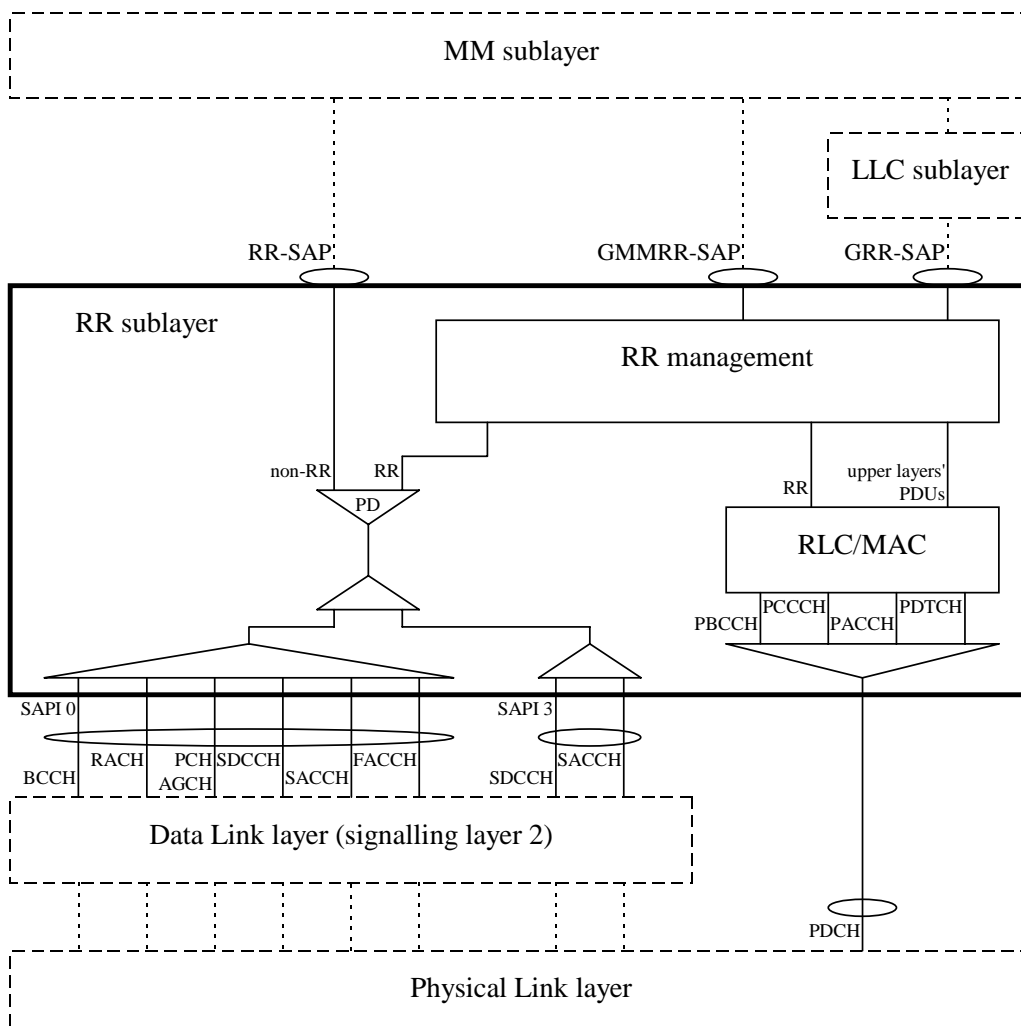 MM sublayer
LLC sublayer
RR-SAP
GMMRR-SAP
GRR-SAP
RR sublayer
RR management
non-RR
RR
PD
RR
upper layers'
PDUs
RLC/MAC
PBCCH
PCCCH
PACCH
PDTCH
SAPI 0
SAPI 3
BCCH
RACH
PCH
AGCH
SDCCH
SACCH
FACCH
SDCCH
SACCH
Data Link layer (signalling layer 2)
PDCH
Physical Link layer